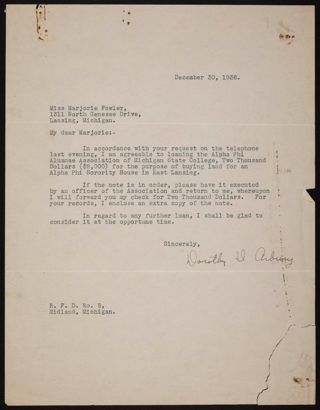 December 30, 1936.
Miss Marjorie Fowler,
1311 North Genesee Drive,
Lansing, Michigan.
My dear Marjorie:-
In accordance with your request on the telephone
last evening, I am agreeable to loaning the Alpha Phi
Alumnae Association of Michigan State College, Two Thousand
Dollars ($2,000) for the purpose of buying land for an
Alpha Phi Sorority House in East Lansing.
If the note is in order, please have it executed
by an officer of the Association and return to me, whereupon
I will forward you my check for Two Thousand Dollars. For
your records, I enclose an extra copy of the note.
In regard to any further loan, I shall be glad to
consider it at the opportune time.
Sincerely,
Dorothy D Arbury
R. F. D. No. 5,
Midland, Michigan.